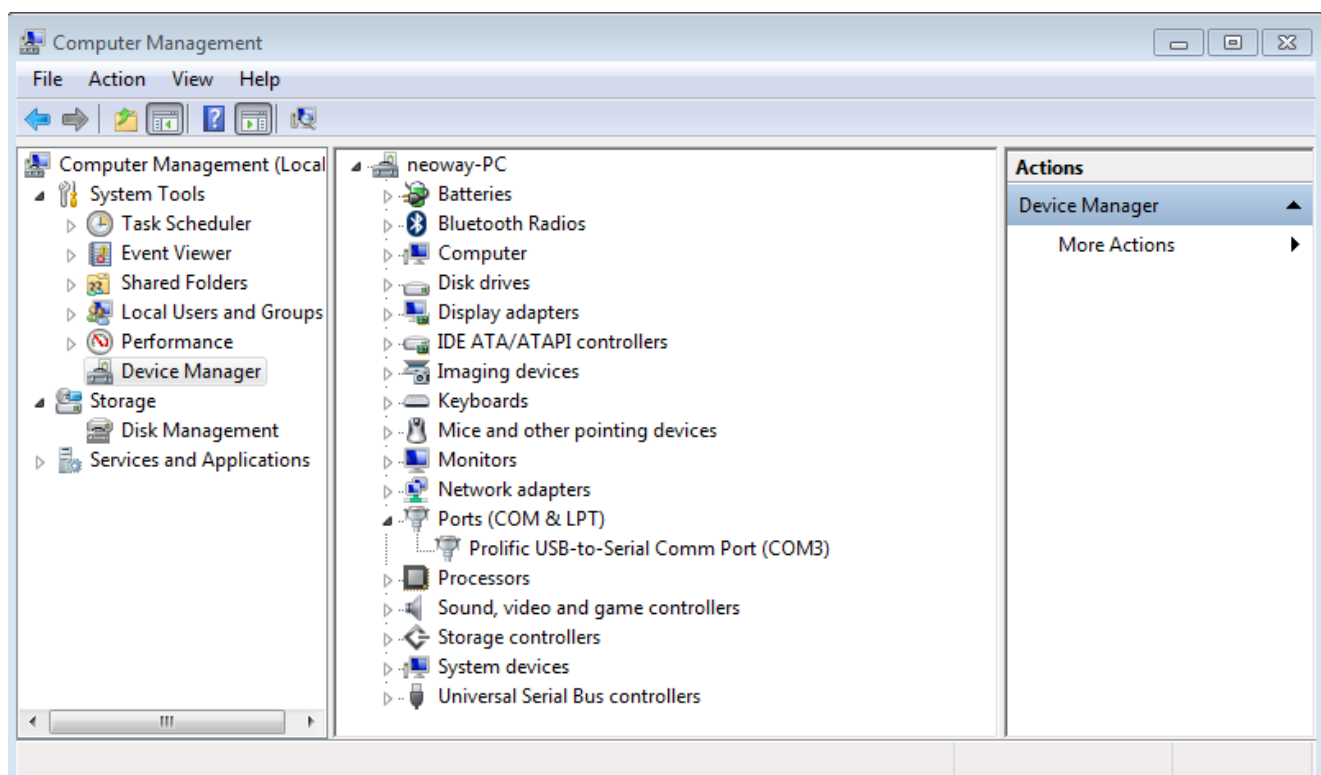 Computer Management
File Action View Help
Computer Management (Local
System Tools
Task Scheduler
Event Viewer
Shared Folders
Local Users and Groups
Performance
Device Manager
Storage
Disk Management
Services and Applications
neoway-PC
Batteries
Bluetooth Radios
Computer
Disk drives
Display adapters
IDE ATA/ATAPI controllers
Imaging devices
Keyboards
Mice and other pointing devices
Monitors
Network adapters
Ports (COM & LPT)
Prolific USB-to-Serial Comm Port (COM3)
Processors
Sound, video and game controllers
Storage controllers
System devices
Universal Serial Bus controllers
Actions
Device Manager
More Actions